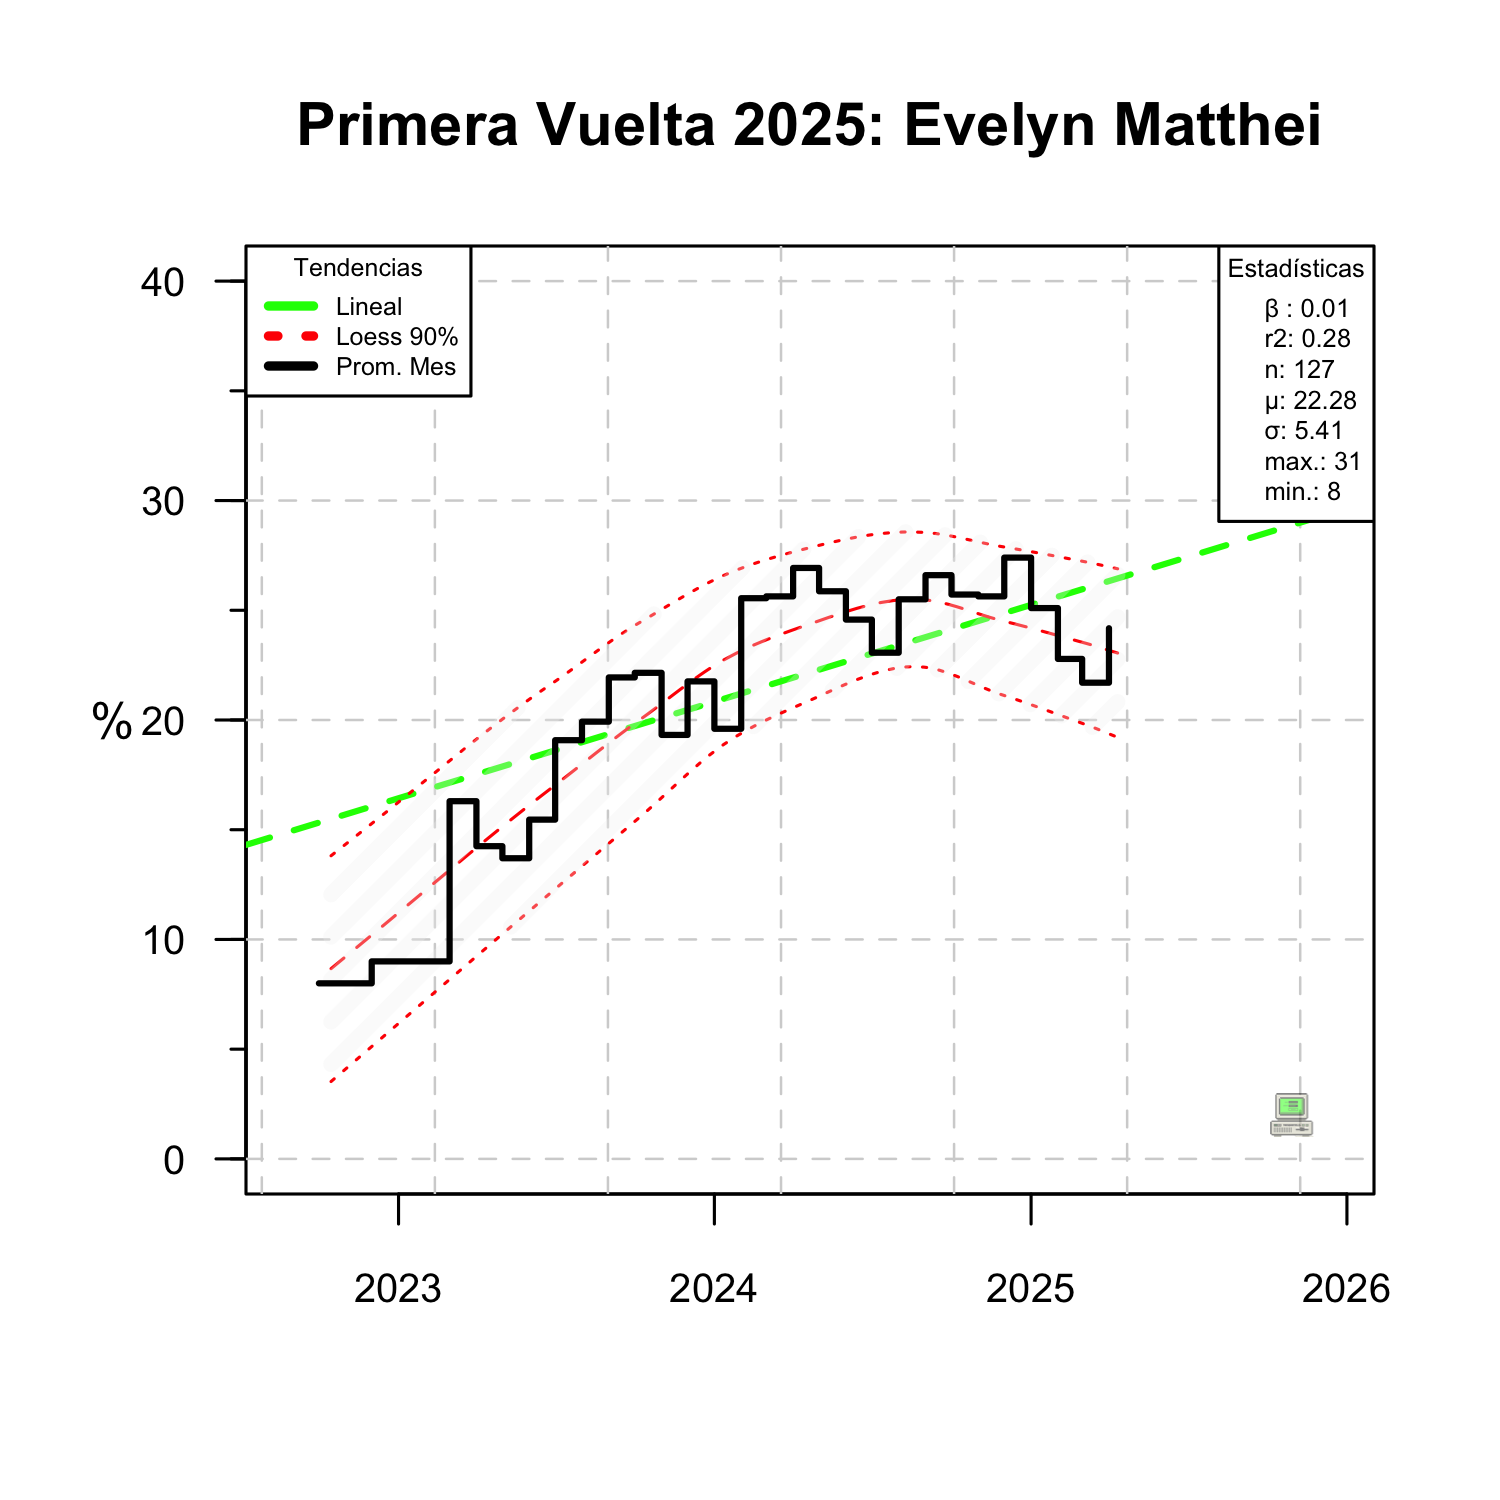 Primera Vuelta 2025: Evelyn Matthei
Tendencias
Lineal
Loess 90%
Prom. Mes
Estadísticas
β : 0.01
r2: 0.28
n: 127
μ: 22.28
σ: 5.41
max.: 31
min.: 8
40
30
% 20
10
0
2023 2024 2025 2026